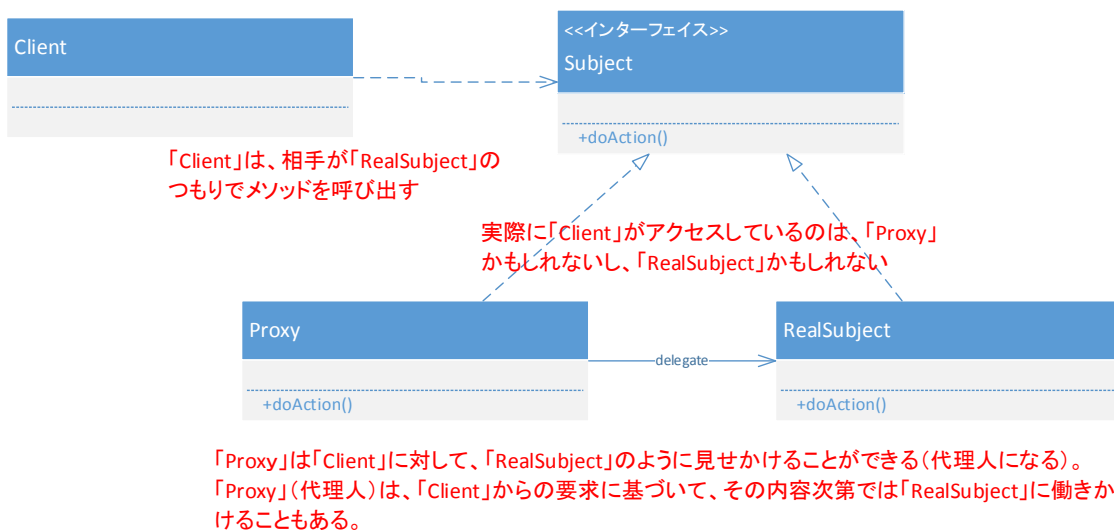 Client
<<インターフェイス>>
Subject
+doAction()
「Client」は、相手が「RealSubject」の
つもりでメソッドを呼び出す
実際に「Client」がアクセスしているのは、「Proxy」
かもしれないし、「RealSubject」かもしれない
Proxy
+doAction()
delegate
RealSubject
+doAction()
「Proxy」は「Client」に対して、「RealSubject」のように見せかけることができる(代理人になる)。
「Proxy」(代理人)は、「Client」からの要求に基づいて、その内容次第では「RealSubject」に働きか
けることもある。